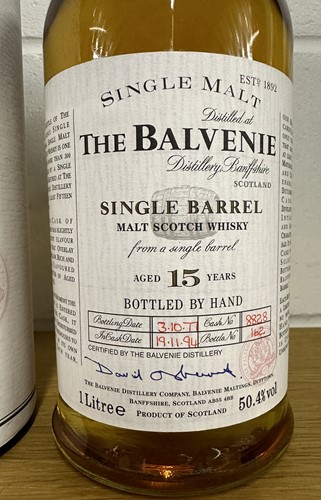 SINGLE MALT
ESTD 1892
Distilled at
THE BALVENIE
Distillery, Banffshire
SCOTLAND
SINGLE BARREL
MALT SCOTCH WHISKY
from a single barrel
AGED 15 YEARS
BOTTLED BY HAND
Bottling Date 3.10.11 Cask No 8828
In Cask Date 19.11.94 Bottle No 162
CERTIFIED BY THE BALVENIE DISTILLERY
THE BALVENIE DISTILLERY COMPANY, BALVENIE MALTINGS, DUFFTOWN,
BANFFSHIRE, SCOTLAND AB55 4BB
1 Litre e PRODUCT OF SCOTLAND 50.4%vol